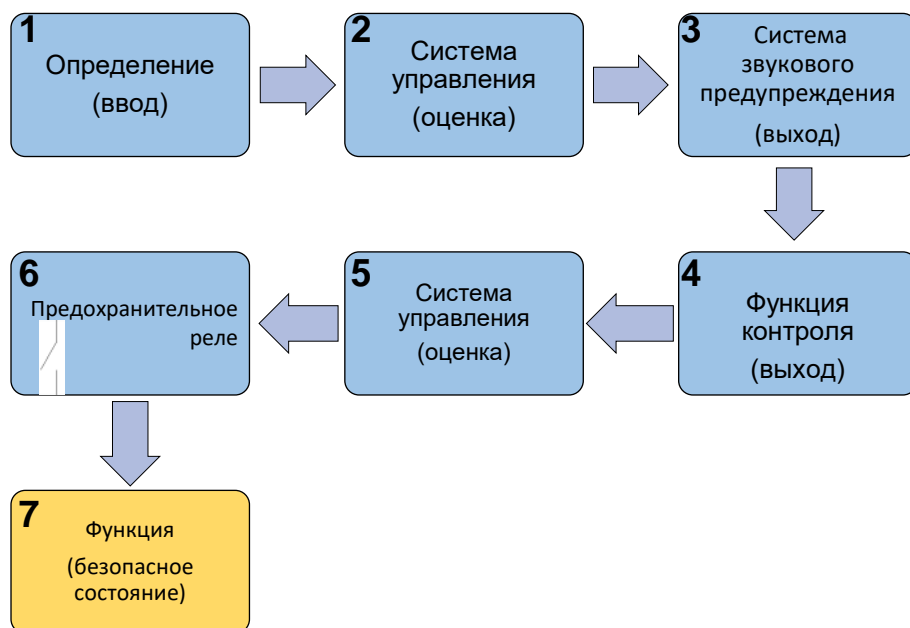 1
Определение
(ввод)
2
Система
управления
(оценка)
3
Система
звукового
предупреждения
(выход)
4
Функция
контроля
(выход)
5
Система
управления
(оценка)
6
Предохранительное
реле
7
Функция
(безопасное
состояние)